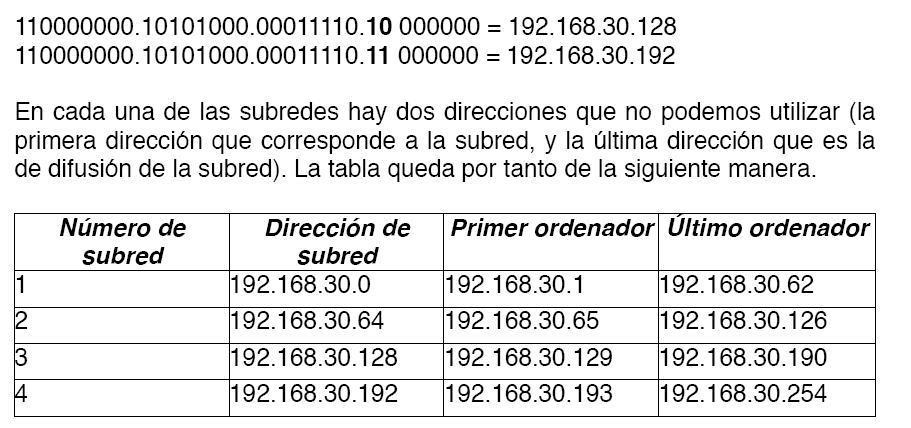 110000000.10101000.00011110.10 000000 = 192.168.30.128
110000000.10101000.00011110.11 000000 = 192.168.30.192
En cada una de las subredes hay dos direcciones que no podemos utilizar (la
primera dirección que corresponde a la subred, y la última dirección que es la
de difusión de la subred). La tabla queda por tanto de la siguiente manera.
Número de subred Dirección de subred Primer ordenador Último ordenador
1 192.168.30.0 192.168.30.1 192.168.30.62
2 192.168.30.64 192.168.30.65 192.168.30.126
3 192.168.30.128 192.168.30.129 192.168.30.190
4 192.168.30.192 192.168.30.193 192.168.30.254